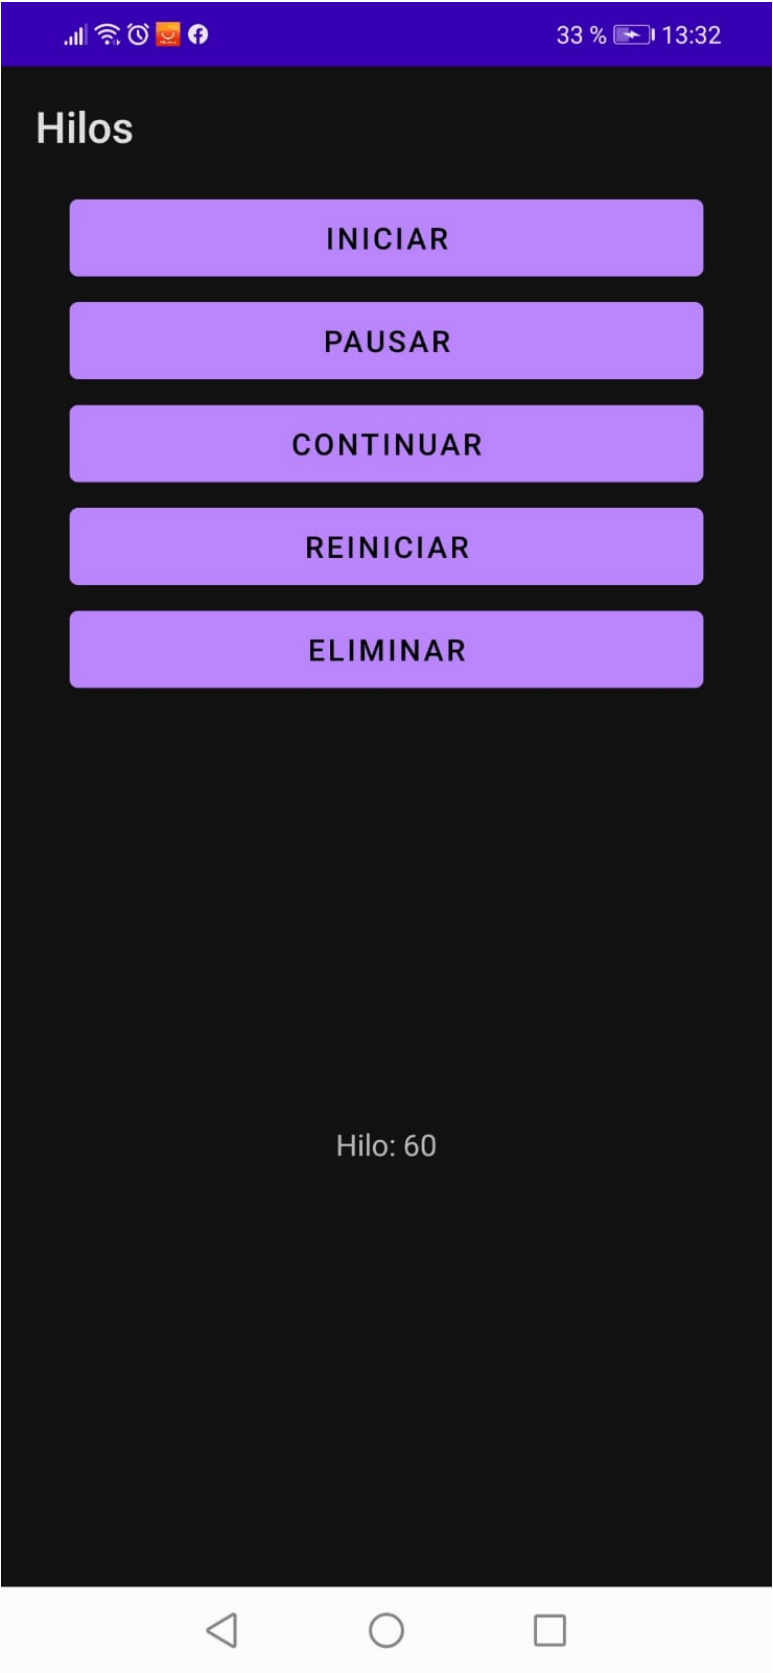 33 % 13:32
Hilos
INICIAR
PAUSAR
CONTINUAR
REINICIAR
ELIMINAR
Hilo: 60